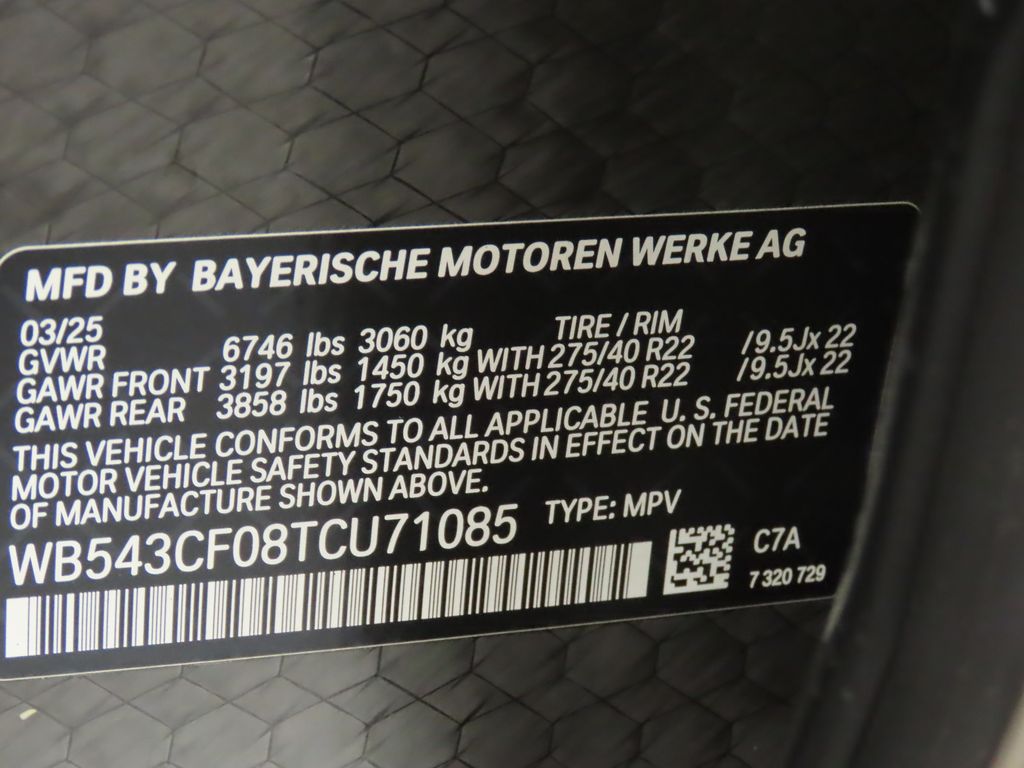 MFD BY BAYERISCHE MOTOREN WERKE AG
03/25 TIRE / RIM
GVWR 6746 lbs 3060 kg
GAWR FRONT 3197 lbs 1450 kg WITH 275/40 R22 /9.5Jx 22
GAWR REAR 3858 lbs 1750 kg WITH 275/40 R22 /9.5Jx 22
THIS VEHICLE CONFORMS TO ALL APPLICABLE U. S. FEDERAL
MOTOR VEHICLE SAFETY STANDARDS IN EFFECT ON THE DATE
OF MANUFACTURE SHOWN ABOVE.
WB543CF08TCU71085 TYPE: MPV
C7A
7 320 729